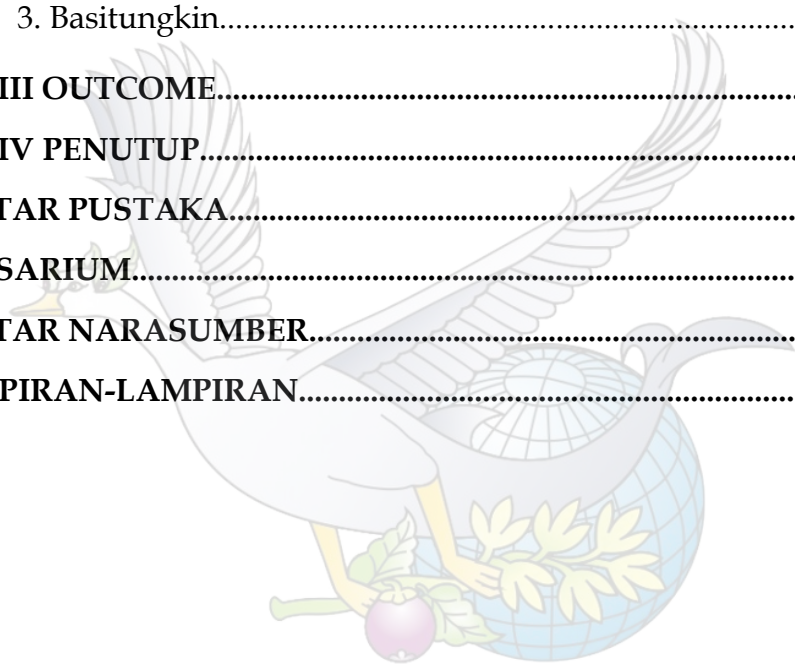 3. Basitungkin..........................................................................
III OUTCOME..........................................................................
IV PENUTUP..........................................................................
TAR PUSTAKA..........................................................................
SARIUM..........................................................................
TAR NARASUMBER..........................................................................
PIRAN-LAMPIRAN..........................................................................